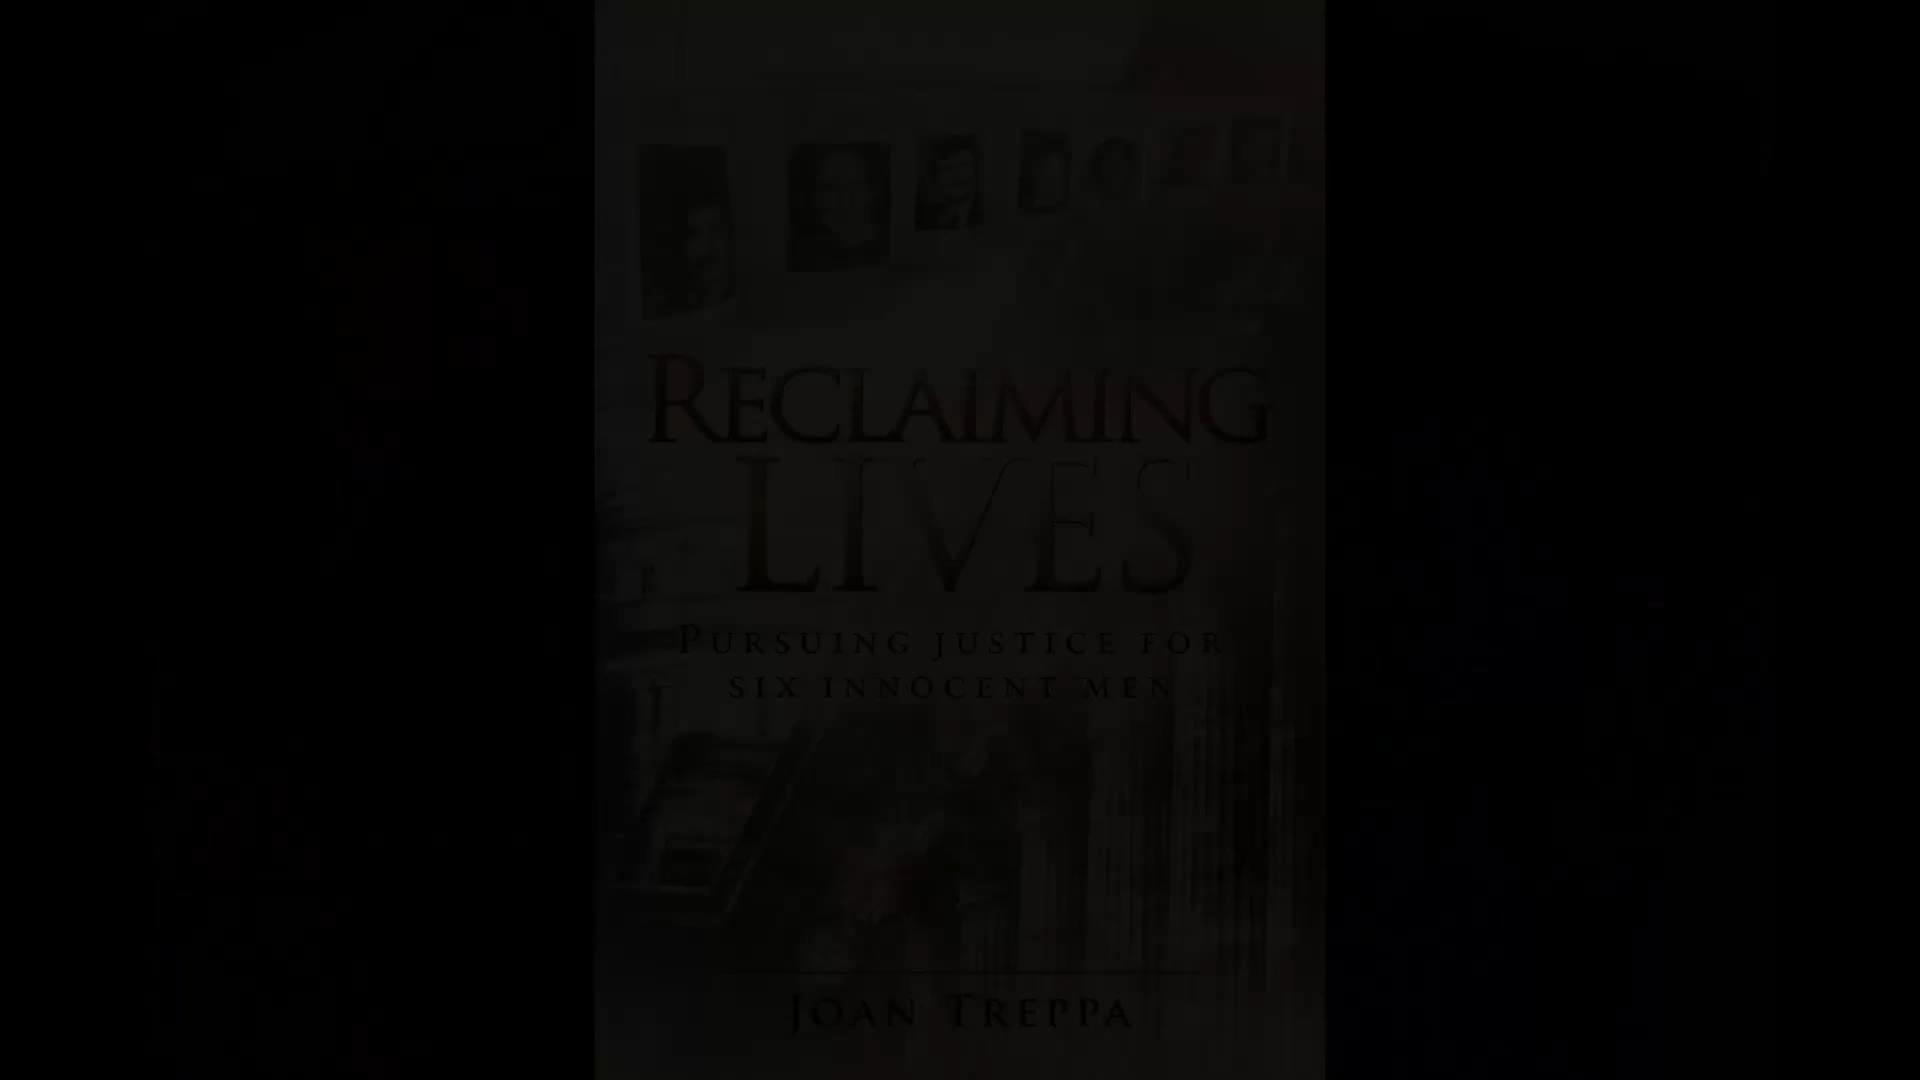 RECLAIMING
LIVES
PURSUING JUSTICE FOR
SIX INNOCENT MEN
JOAN TREPPA